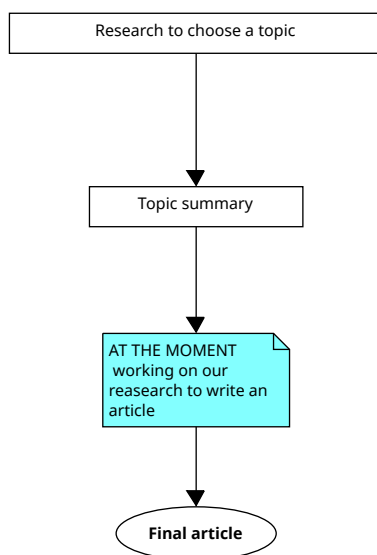 Research to choose a topic
Topic summary
AT THE MOMENT
working on our
reasearch to write an
article
Final article